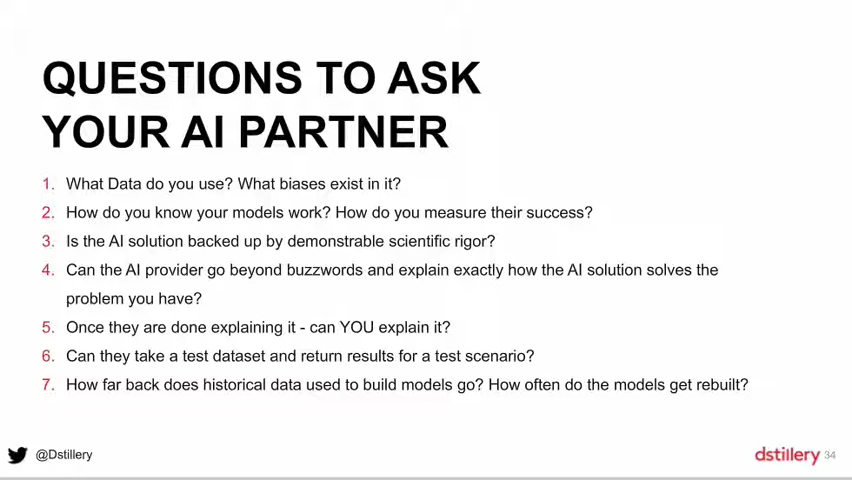 QUESTIONS TO ASK
YOUR AI PARTNER
1. What Data do you use? What biases exist in it?
2. How do you know your models work? How do you measure their success?
3. Is the AI solution backed up by demonstrable scientific rigor?
4. Can the AI provider go beyond buzzwords and explain exactly how the AI solution solves the
problem you have?
5. Once they are done explaining it - can YOU explain it?
6. Can they take a test dataset and return results for a test scenario?
7. How far back does historical data used to build models go? How often do the models get rebuilt?
@Dstillery
dstillery 34